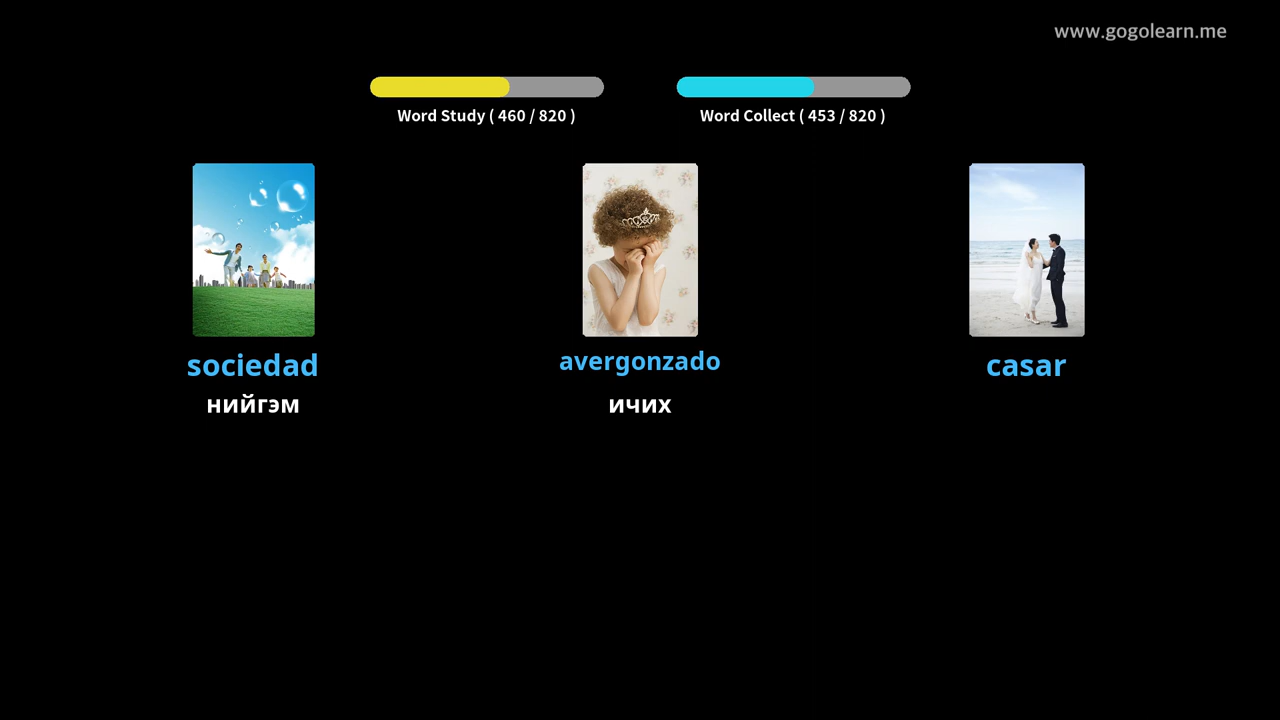 www.gogolearn.me
Word Study ( 460 / 820 )
Word Collect ( 453 / 820 )
sociedad
avergonzado
casar
нийгэм
ичих